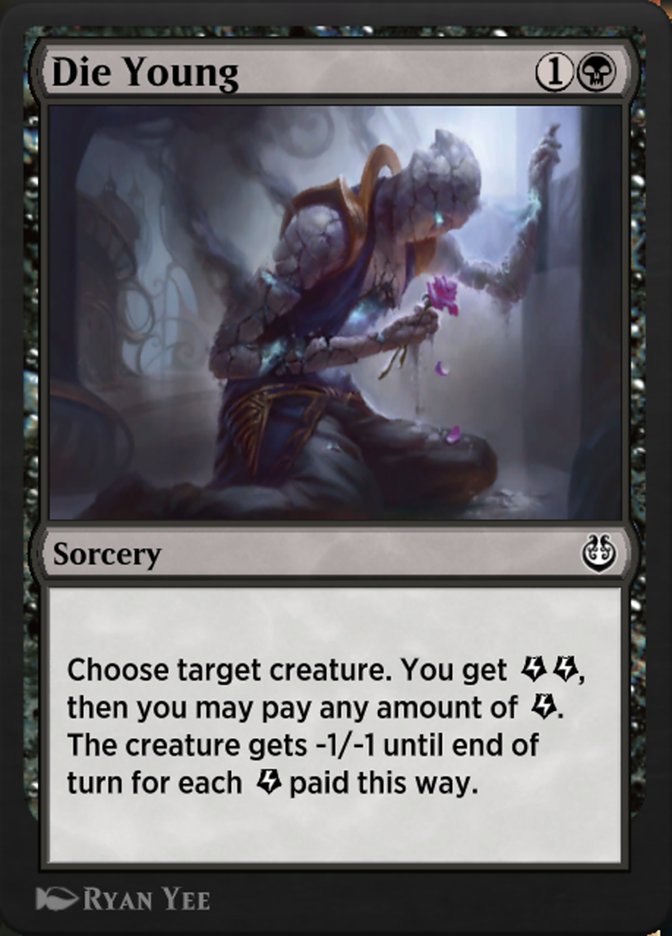 Die Young 1
Sorcery
Choose target creature. You get ,
then you may pay any amount of .
The creature gets -1/-1 until end of
turn for each paid this way.
Ryan Yee